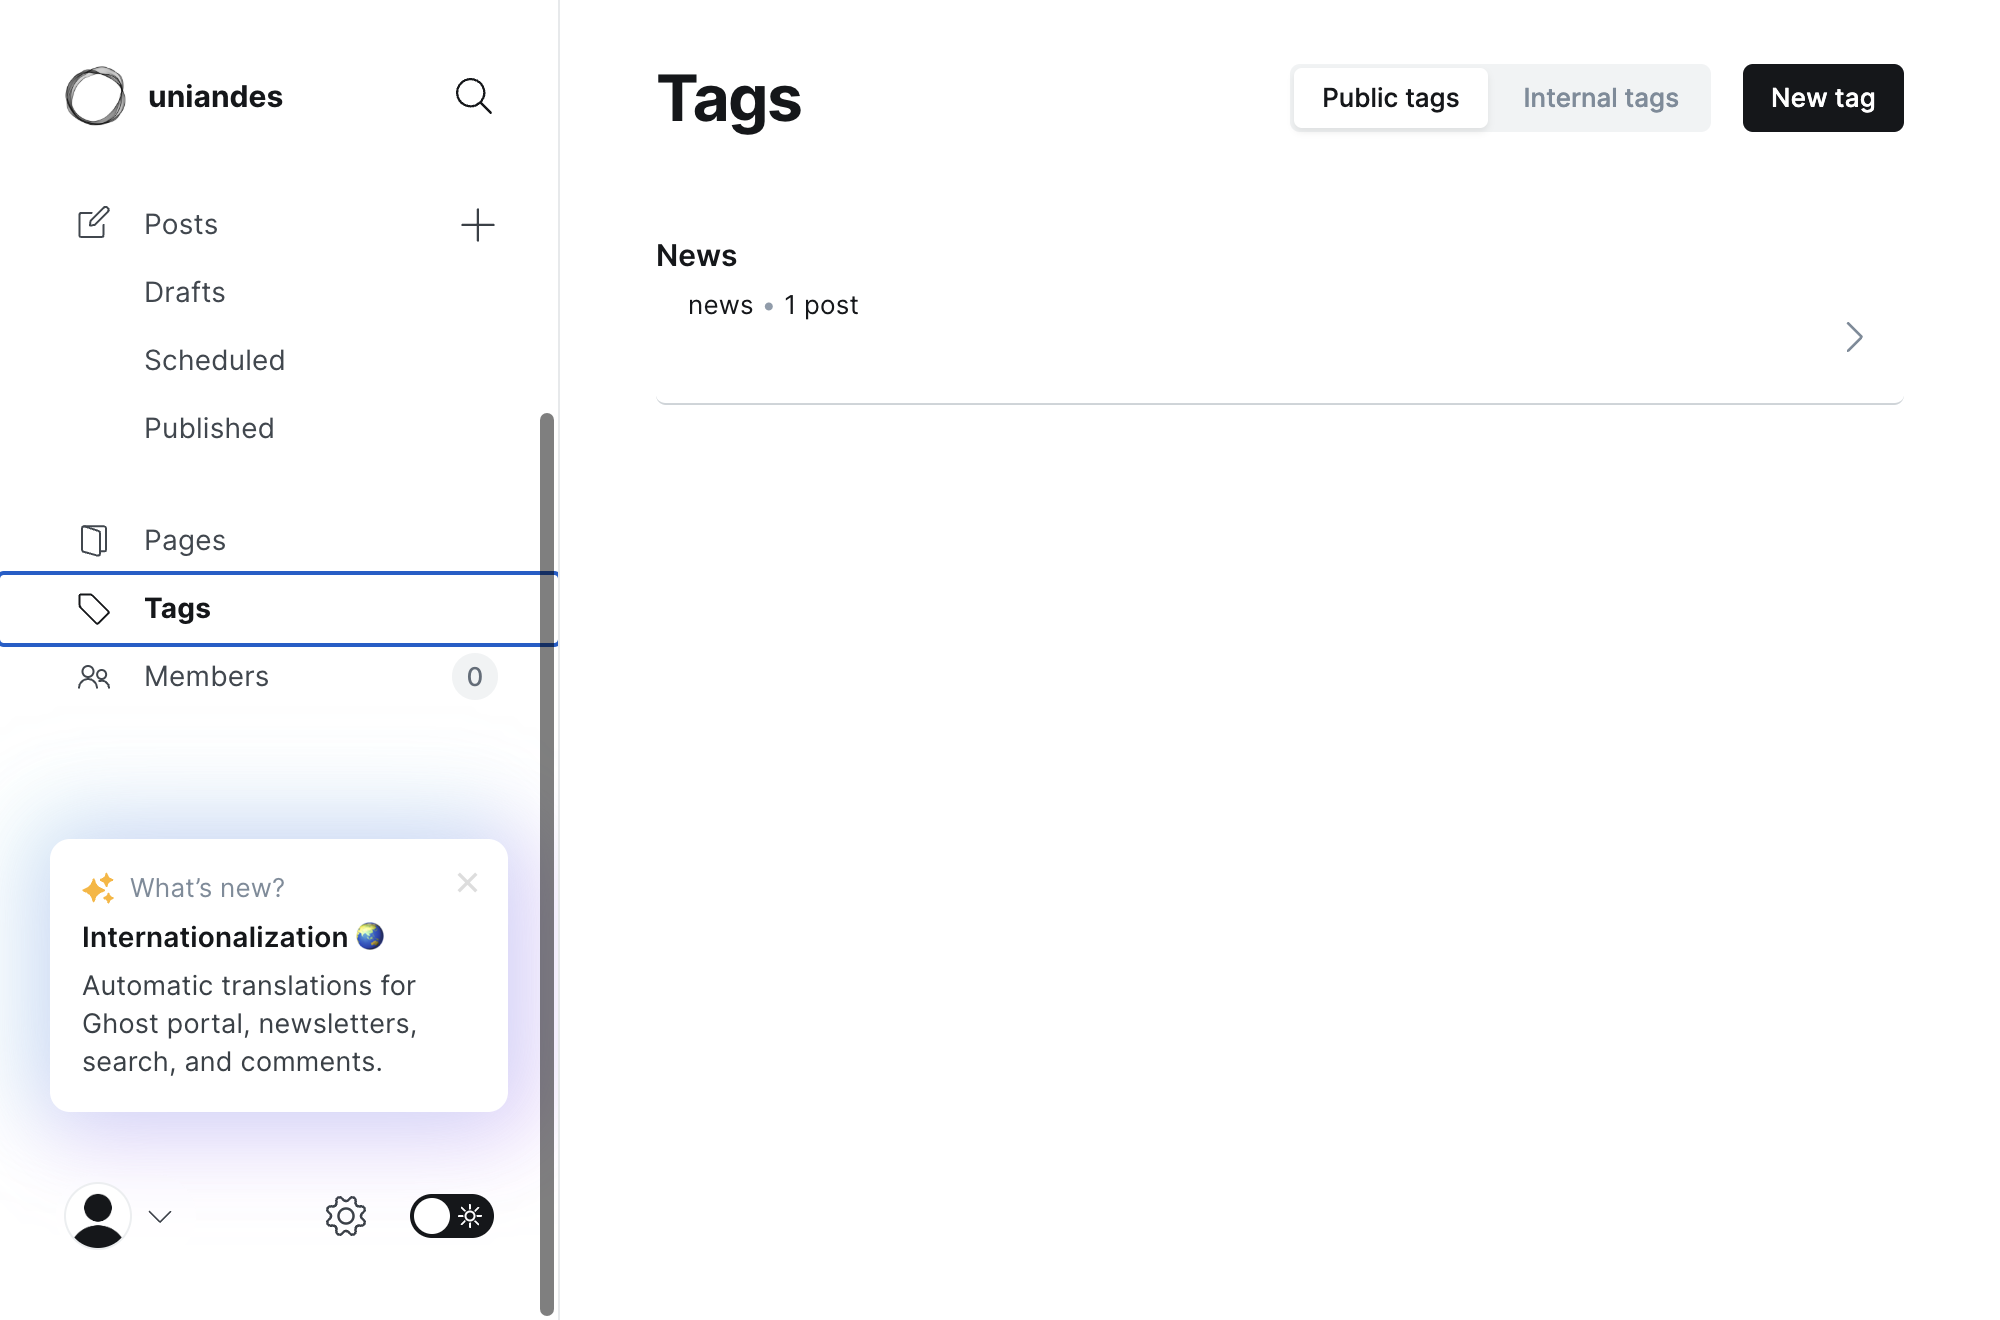 uniandes
Posts
Drafts
Scheduled
Published
Pages
Tags
Members
0
What’s new?
Internationalization
Automatic translations for
Ghost portal, newsletters,
search, and comments.
Tags
Public tags
Internal tags
New tag
News
news • 1 post